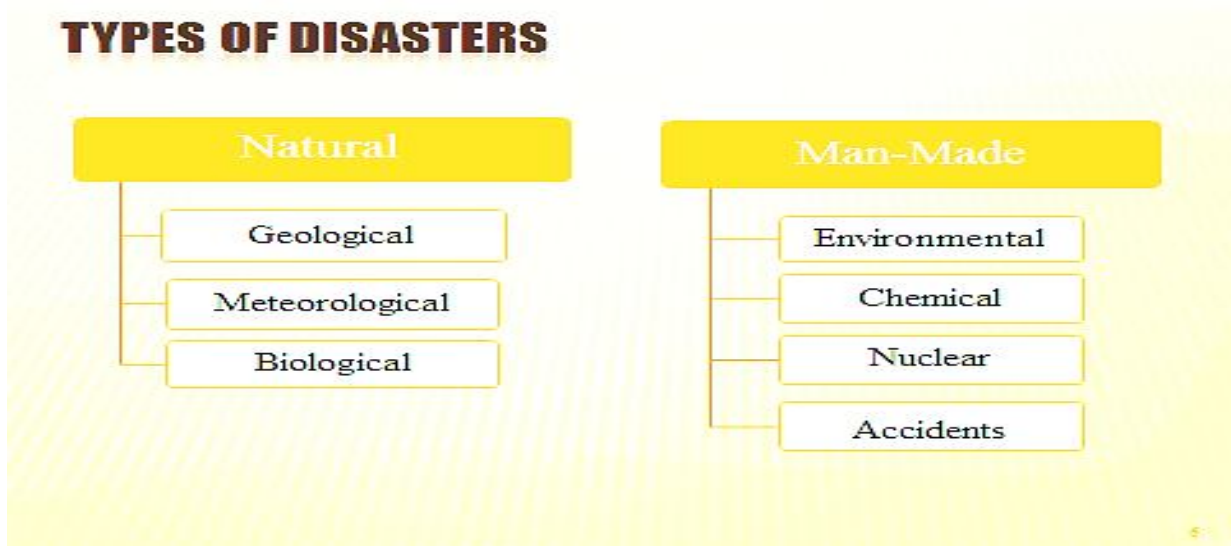 TYPES OF DISASTERS
Natural
Geological
Meteorological
Biological
Man-Made
Environmental
Chemical
Nuclear
Accidents